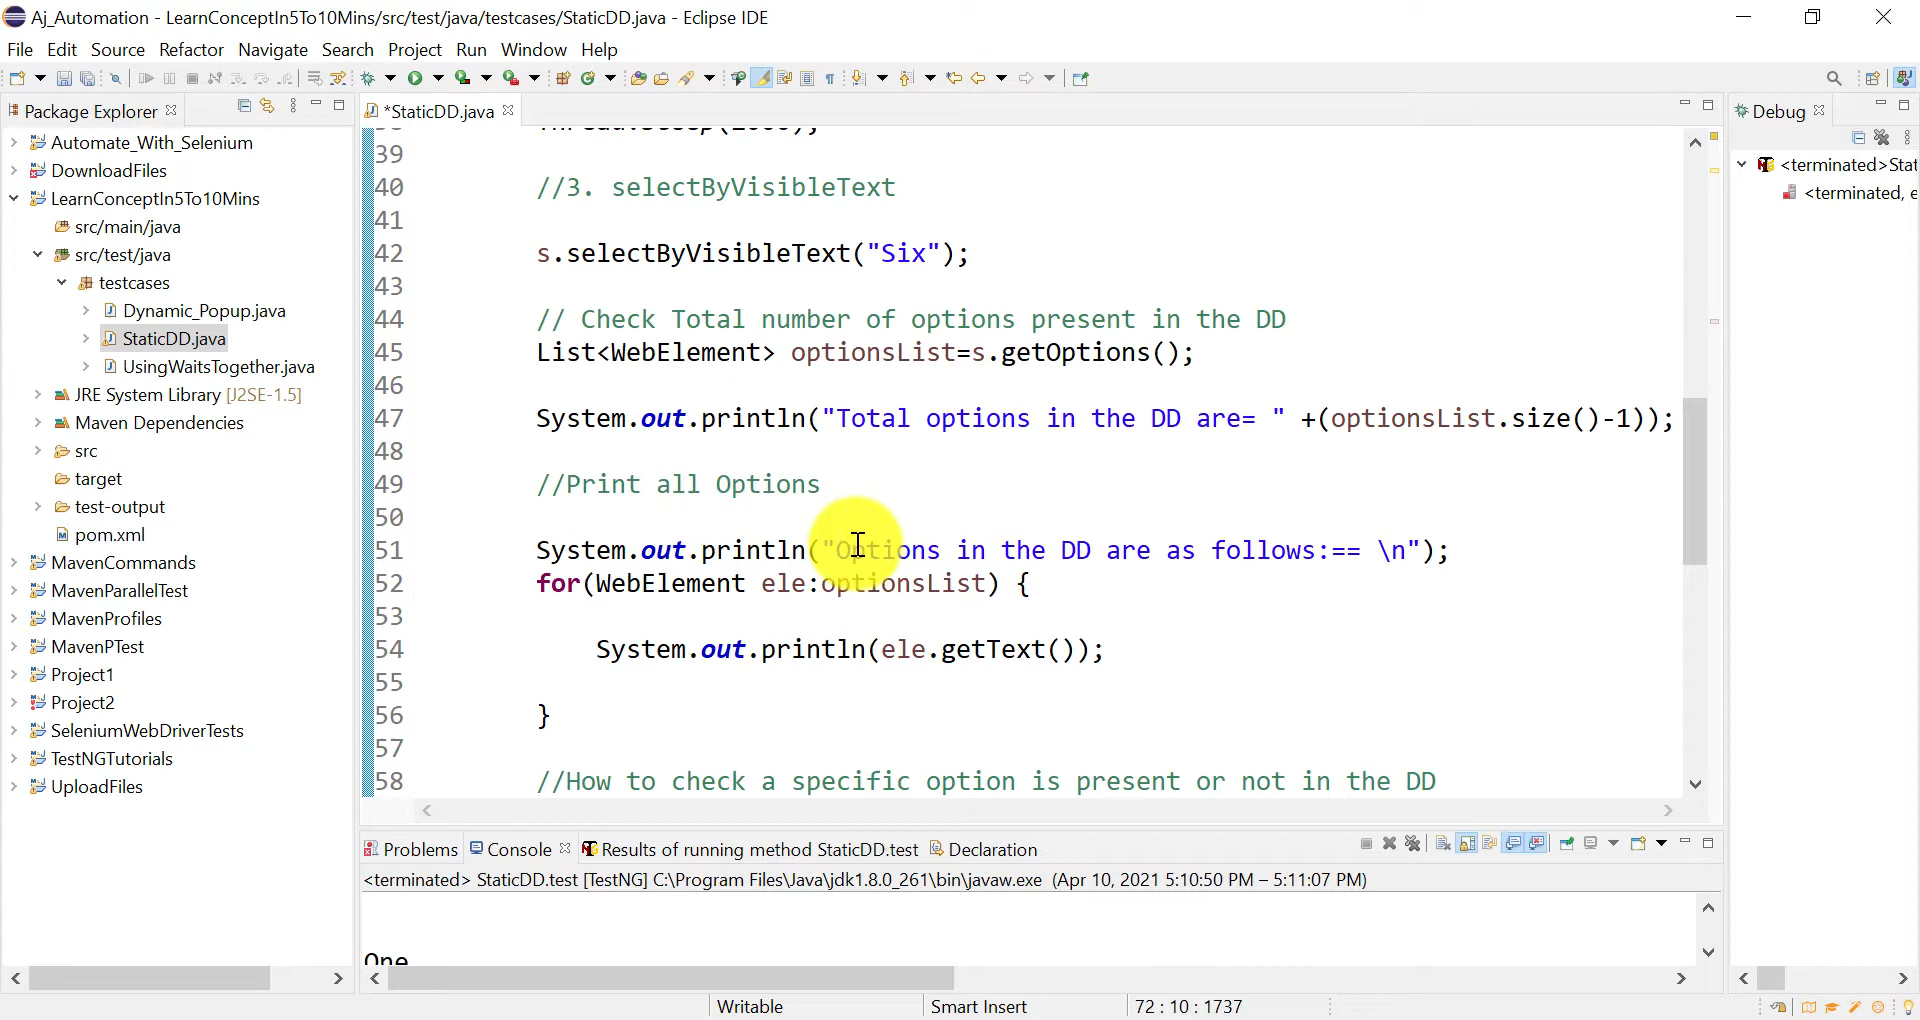 Aj_Automation - LearnConceptIn5To10Mins/src/test/java/testcases/StaticDD.java - Eclipse IDE
File Edit Source Refactor Navigate Search Project Run Window Help
Package Explorer
Automate_With_Selenium
DownloadFiles
LearnConceptIn5To10Mins
src/main/java
src/test/java
testcases
Dynamic_Popup.java
StaticDD.java
UsingWaitsTogether.java
JRE System Library [J2SE-1.5]
Maven Dependencies
src
target
test-output
pom.xml
MavenCommands
MavenParallelTest
MavenProfiles
MavenPTest
Project1
Project2
SeleniumWebDriverTests
TestNGTutorials
UploadFiles
*StaticDD.java
39
40 //3. selectByVisibleText
41
42 s.selectByVisibleText("Six");
43
44 // Check Total number of options present in the DD
45 List<WebElement> optionsList=s.getOptions();
46
47 System.out.println("Total options in the DD are= " +(optionsList.size()-1));
48
49 //Print all Options
50
51 System.out.println("Options in the DD are as follows:== \n");
52 for(WebElement ele:optionsList) {
53
54 System.out.println(ele.getText());
55
56 }
57
58 //How to check a specific option is present or not in the DD
Debug
<terminated>Stat
<terminated, e
Problems Console Results of running method StaticDD.test Declaration
<terminated> StaticDD.test [TestNG] C:\Program Files\Java\jdk1.8.0_261\bin\javaw.exe (Apr 10, 2021 5:10:50 PM – 5:11:07 PM)
One
Writable Smart Insert 72 : 10 : 1737